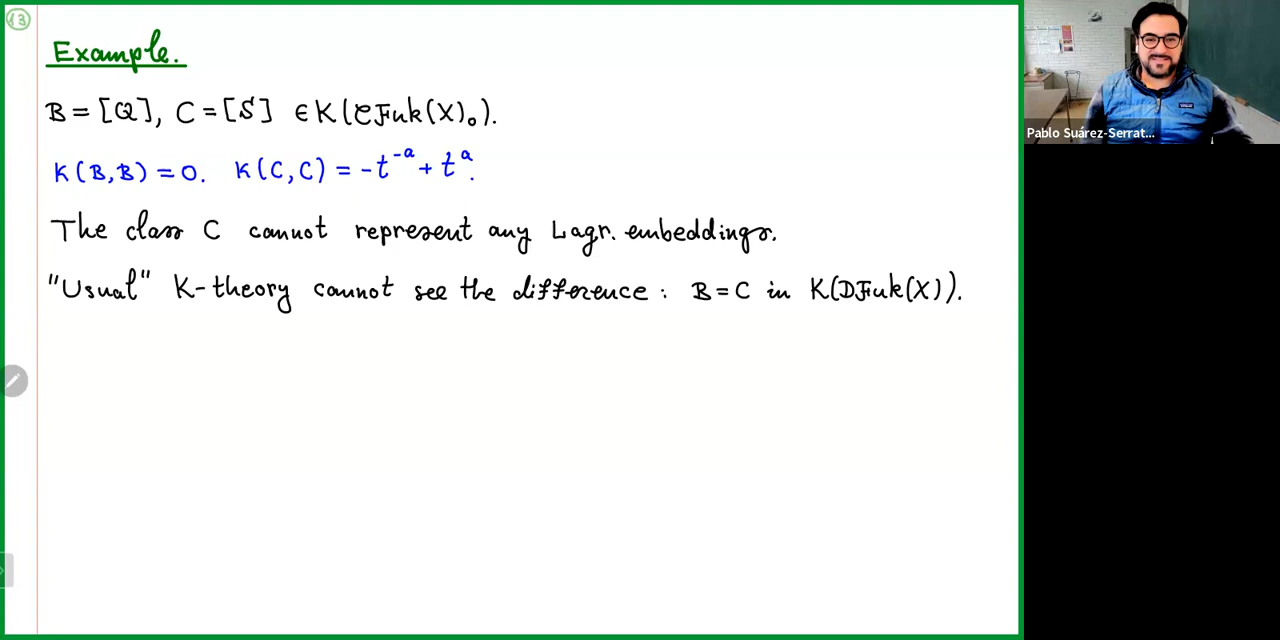 13
Example.
B = [Q], C = [S] ∈ K(CFuk(X)₀).
κ(B,B) = 0. κ(C,C) = -t^{-a} + t^{a}.
The class C cannot represent any Lagr. embeddings.
"Usual" K-theory cannot see the difference: B = C in K(DFuk(X)).
Pablo Suárez-Serrat...